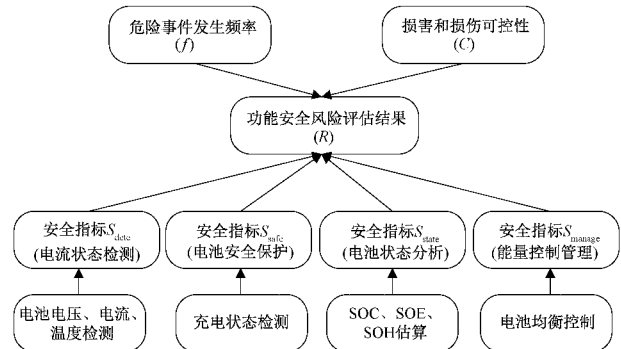 危险事件发生频率
(f)
损害和损伤可控性
(C)
功能安全风险评估结果
(R)
安全指标S_detc
(电流状态检测)
安全指标S_safe
(电池安全保护)
安全指标S_state
(电池状态分析)
安全指标S_manage
(能量控制管理)
电池电压、电流、
温度检测
充电状态检测
SOC、SOE、
SOH估算
电池均衡控制